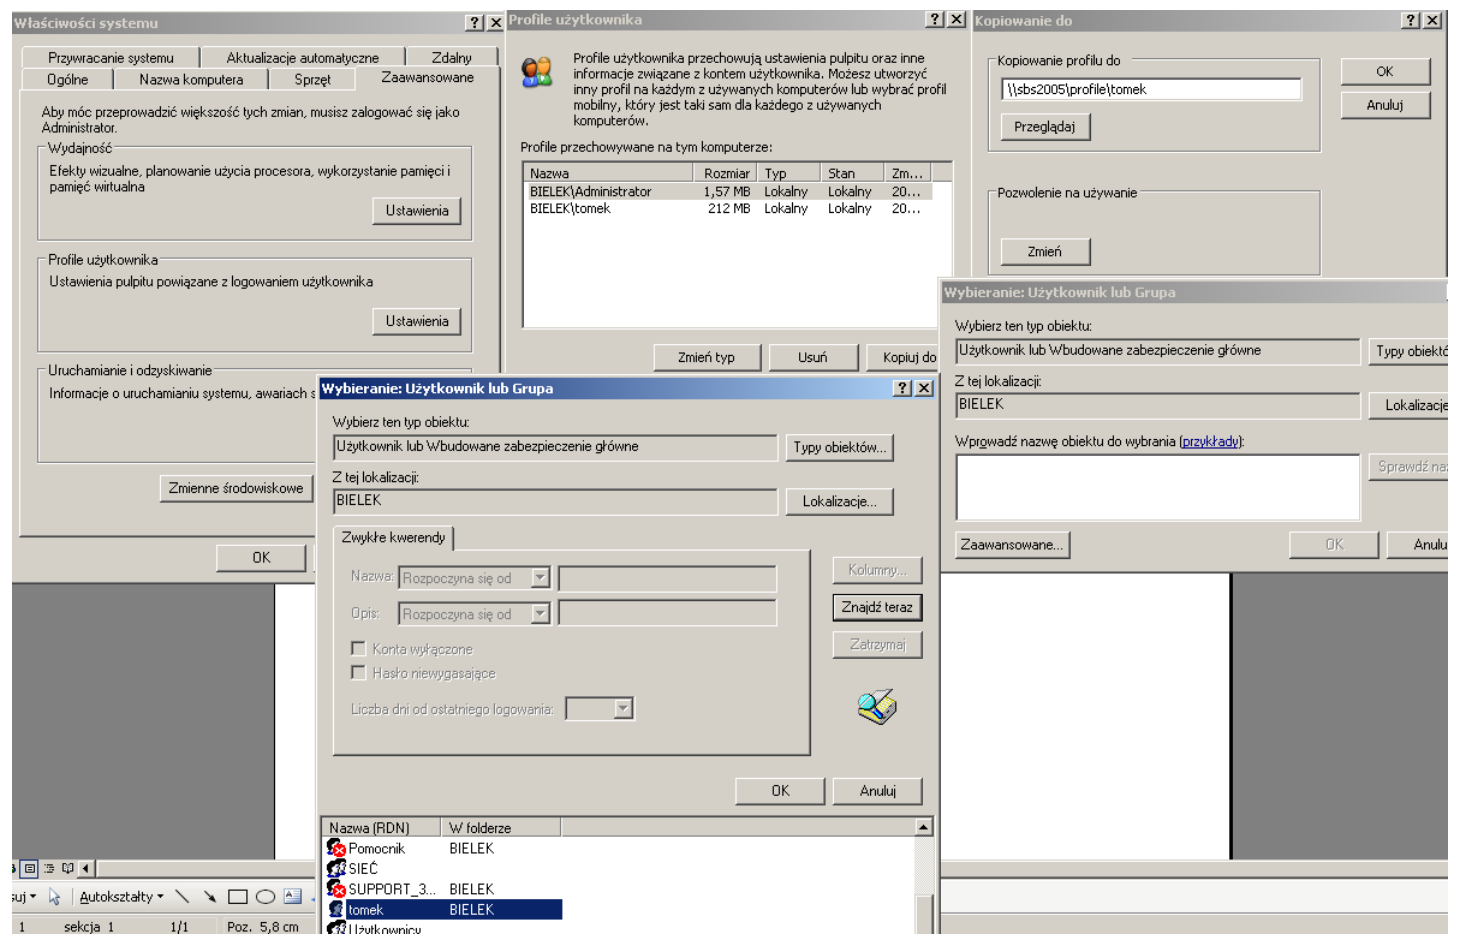 Właściwości systemu
Przywracanie systemu
Aktualizacje automatyczne
Zdalny
Ogólne
Nazwa komputera
Sprzęt
Zaawansowane
Aby móc przeprowadzić większość tych zmian, musisz zalogować się jako
Administrator.
Wydajność
Efekty wizualne, planowanie użycia procesora, wykorzystanie pamięci i
pamięć wirtualna
Ustawienia
Profile użytkownika
Ustawienia pulpitu powiązane z logowaniem użytkownika
Ustawienia
Uruchamianie i odzyskiwanie
Informacje o uruchamianiu systemu, awariach s
Zmienne środowiskowe
OK
Profile użytkownika
Profile użytkownika przechowują ustawienia pulpitu oraz inne
informacje związane z kontem użytkownika. Możesz utworzyć
inny profil na każdym z używanych komputerów lub wybrać profil
mobilny, który jest taki sam dla każdego z używanych
komputerów.
Profile przechowywane na tym komputerze:
Nazwa Rozmiar Typ Stan Zm...
BIELEK\Administrator 1,57 MB Lokalny Lokalny 20...
BIELEK\tomek 212 MB Lokalny Lokalny 20...
Zmień typ
Usuń
Kopiuj do
Kopiowanie do
Kopiowanie profilu do
\\sbs2005\profile\tomek
Przeglądaj
OK
Anuluj
Pozwolenie na używanie
Zmień
Wybieranie: Użytkownik lub Grupa
Wybierz ten typ obiektu:
Użytkownik lub Wbudowane zabezpieczenie główne
Typy obiektó
Z tej lokalizacji:
BIELEK
Lokalizacje
Wprowadź nazwę obiektu do wybrania (przykłady):
Sprawdź na
Zaawansowane...
OK
Anulu
Wybieranie: Użytkownik lub Grupa
Wybierz ten typ obiektu:
Użytkownik lub Wbudowane zabezpieczenie główne
Typy obiektów...
Z tej lokalizacji:
BIELEK
Lokalizacje...
Zwykłe kwerendy
Nazwa: Rozpoczyna się od
Opis: Rozpoczyna się od
Konta wyłączone
Hasło niewygasające
Liczba dni od ostatniego logowania:
Kolumny...
Znajdź teraz
Zatrzymaj
OK
Anuluj
Nazwa (RDN) W folderze
Pomocnik BIELEK
SIEĆ
SUPPORT_3... BIELEK
tomek BIELEK
Użytkownicy
suj
Autokształty
1 sekcja 1 1/1 Poz. 5,8 cm